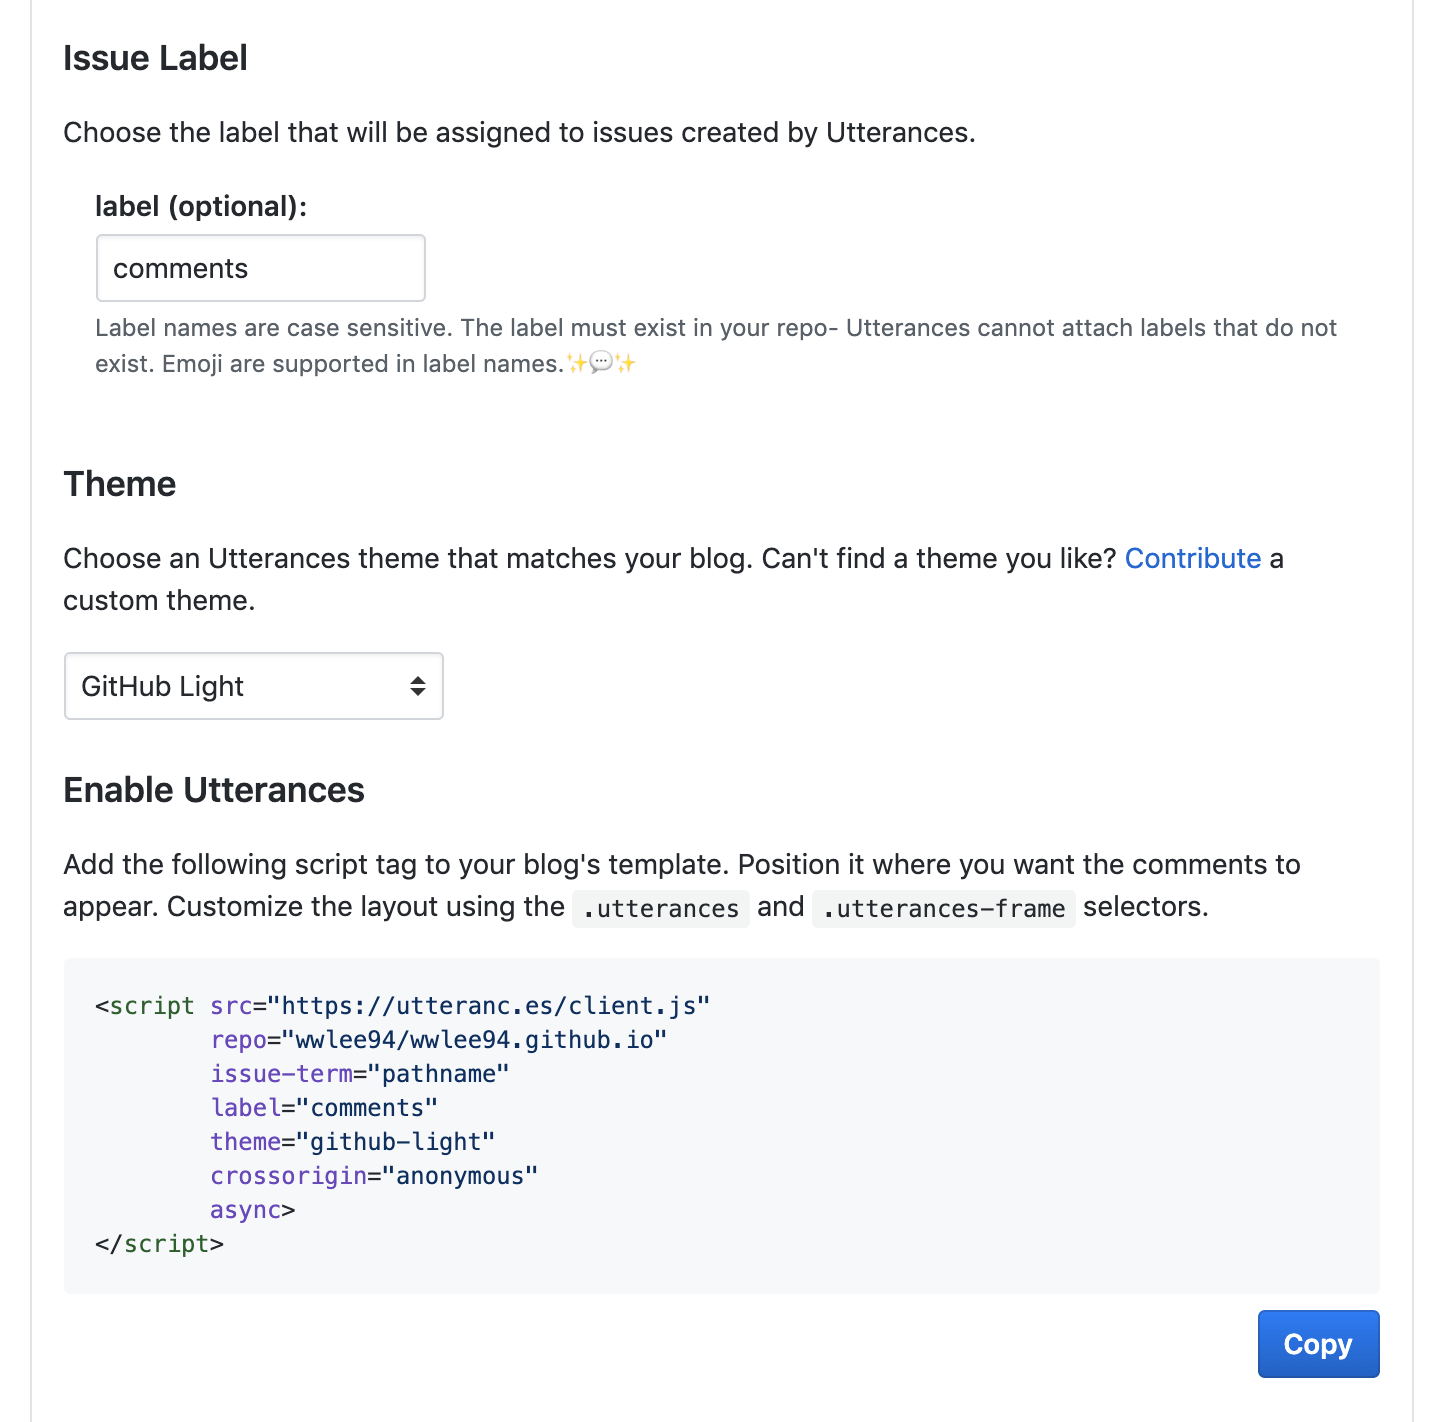 Issue Label
Choose the label that will be assigned to issues created by Utterances.
label (optional):
comments
Label names are case sensitive. The label must exist in your repo- Utterances cannot attach labels that do not
exist. Emoji are supported in label names.✨💬✨
Theme
Choose an Utterances theme that matches your blog. Can't find a theme you like? Contribute a
custom theme.
GitHub Light
Enable Utterances
Add the following script tag to your blog's template. Position it where you want the comments to
appear. Customize the layout using the .utterances and .utterances-frame selectors.
<script src="https://utteranc.es/client.js"
        repo="wwlee94/wwlee94.github.io"
        issue-term="pathname"
        label="comments"
        theme="github-light"
        crossorigin="anonymous"
        async>
</script>
Copy